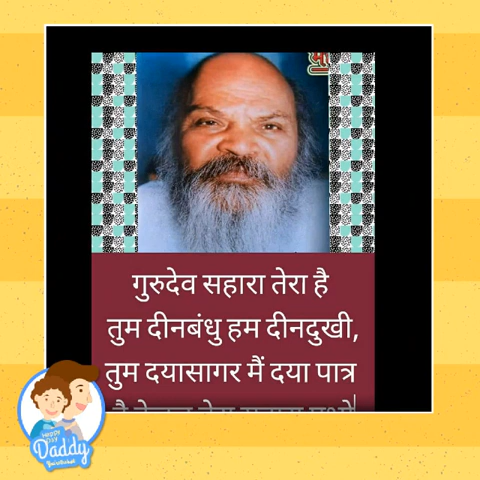 गुरुदेव सहारा तेरा है
तुम दीनबंधु हम दीनदुखी,
तुम दयासागर मैं दया पात्र
Daddy